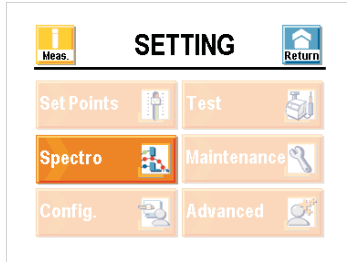 Meas.
SETTING
Return
Set Points
Test
Spectro
Maintenance
Config.
Advanced